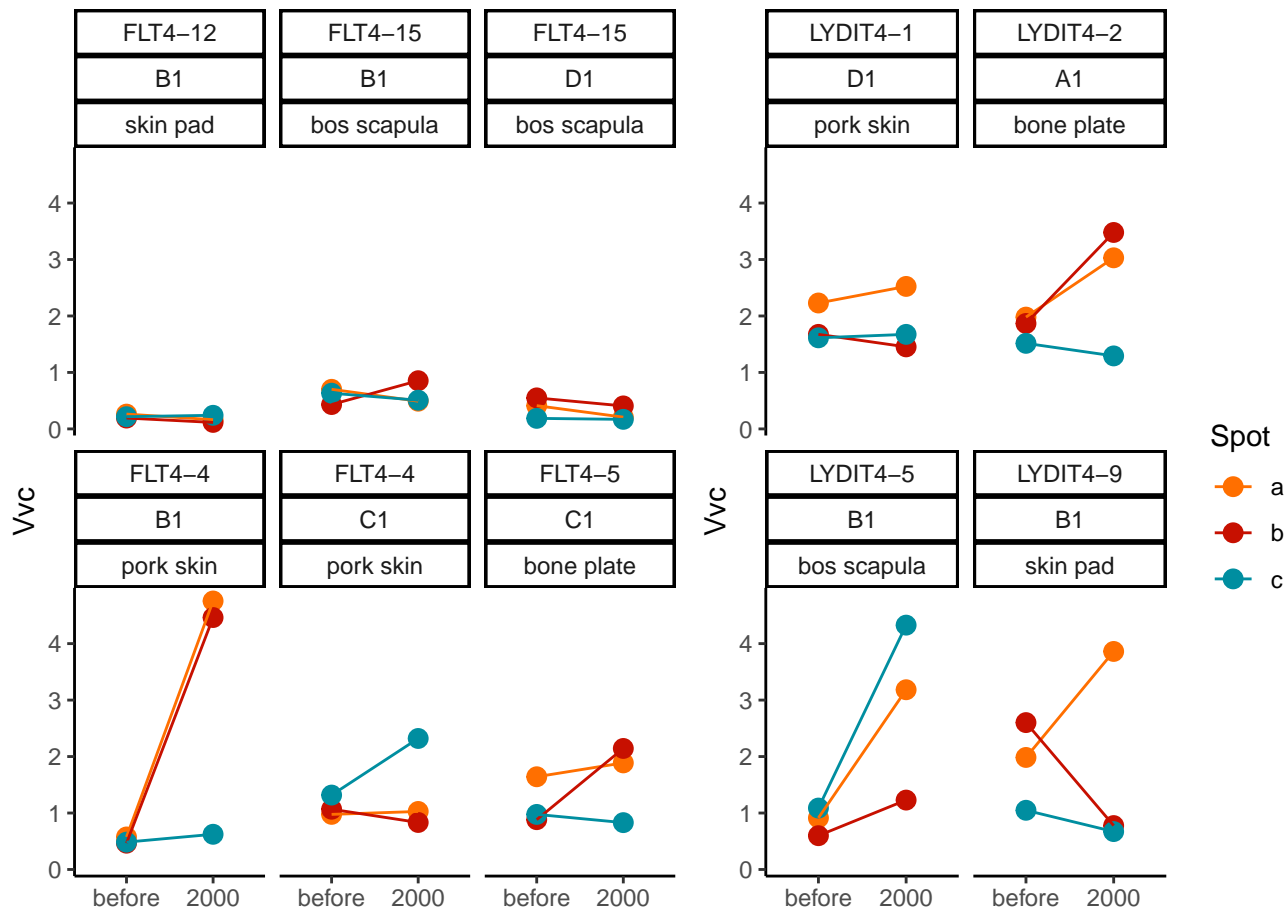 FLT4−12 FLT4−15 FLT4−15 LYDIT4−1 LYDIT4−2
B1 B1 D1 D1 A1
skin pad bos scapula bos scapula pork skin bone plate
4 4
3 3
2 2
1 1
0 0
FLT4−4 FLT4−4 FLT4−5 LYDIT4−5 LYDIT4−9
B1 C1 C1 B1 B1
pork skin pork skin bone plate bos scapula skin pad
4 4
3 3
2 2
1 1
0 0
before 2000 before 2000 before 2000 before 2000 before 2000
Vvc
Vvc
Spot
a
b
c